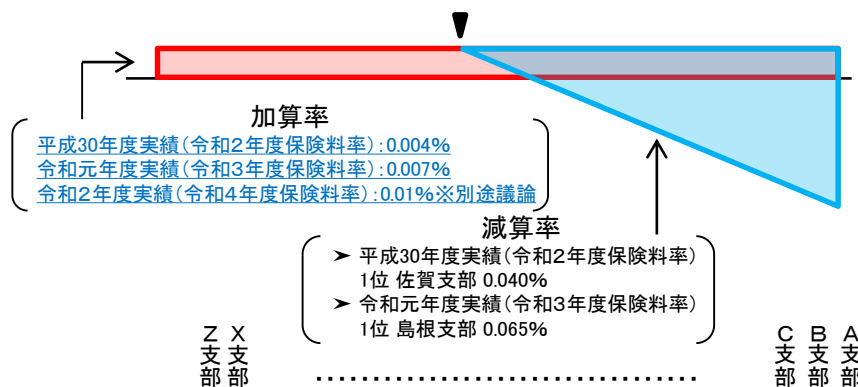 加算率
平成30年度実績(令和２年度保険料率):0.004%
令和元年度実績(令和３年度保険料率):0.007%
令和２年度実績(令和４年度保険料率):0.01%※別途議論
減算率
➢ 平成30年度実績(令和２年度保険料率)
1位 佐賀支部 0.040%
➢ 令和元年度実績(令和３年度保険料率)
1位 島根支部 0.065%
Ｚ支部
Ｘ支部
Ｃ支部
Ｂ支部
Ａ支部